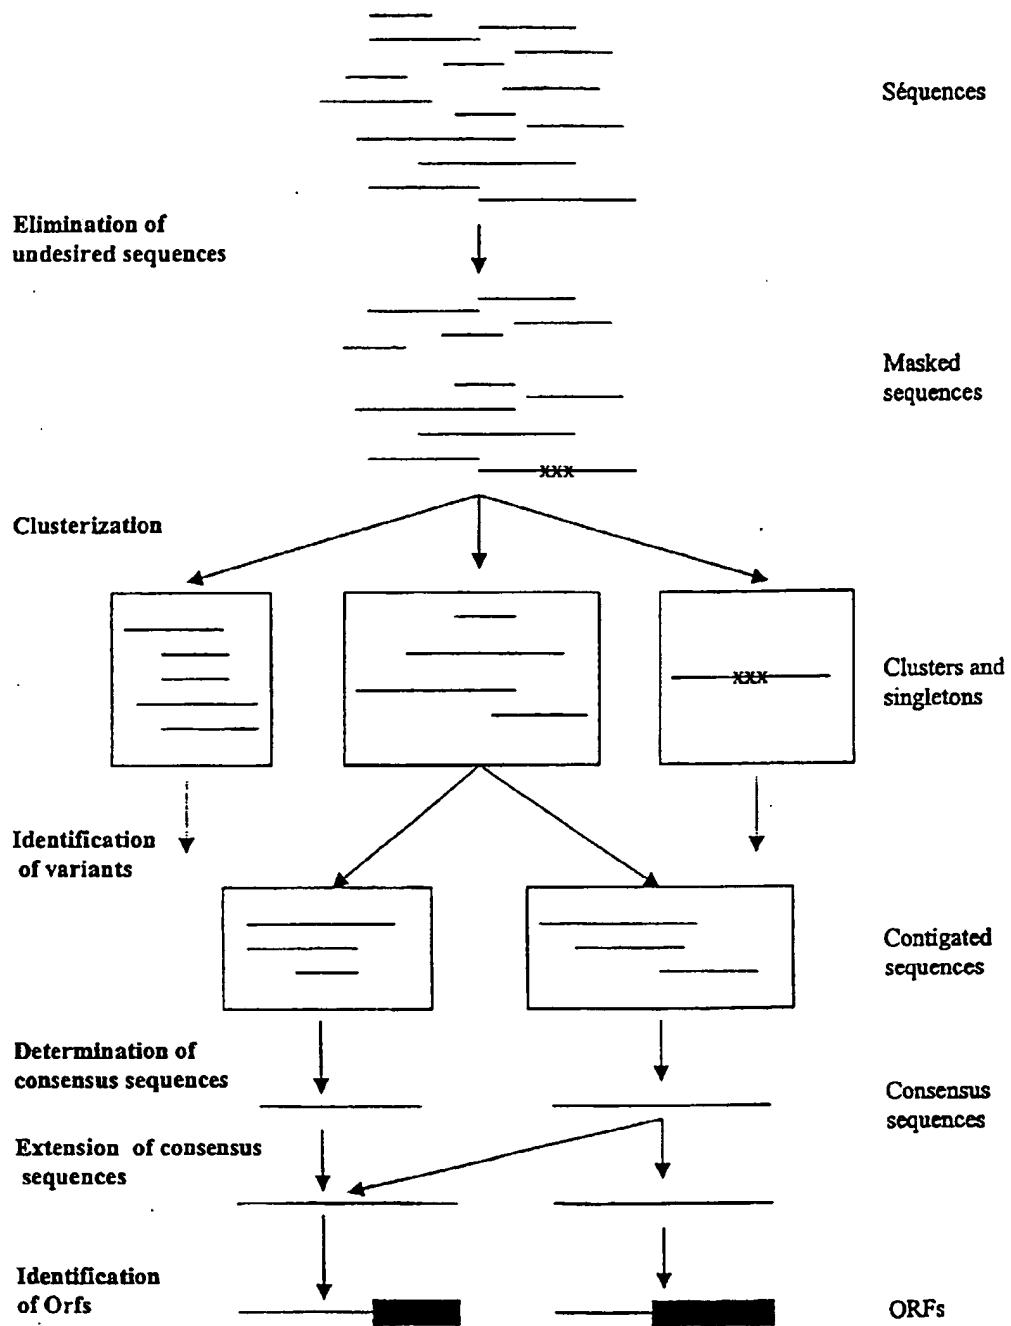 Séquences
Elimination of
undesired sequences
Masked
sequences
xxx
Clusterization
xxx
Clusters and
singletons
Identification
of variants
Contigated
sequences
Determination of
consensus sequences
Consensus
sequences
Extension of consensus
sequences
Identification
of Orfs
ORFs